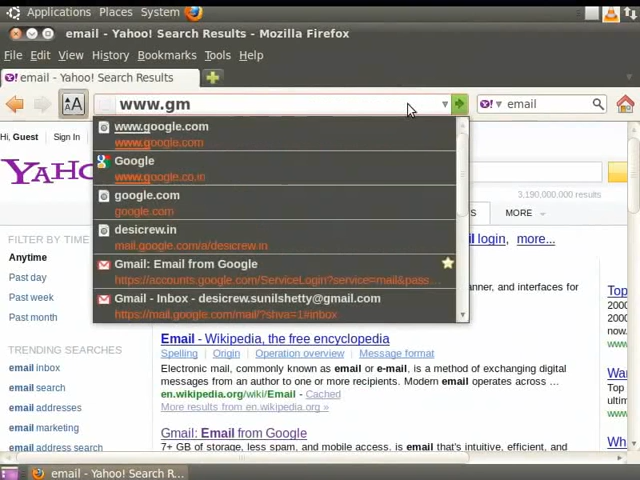 Applications Places System
email - Yahoo! Search Results - Mozilla Firefox
File Edit View History Bookmarks Tools Help
email - Yahoo! Search Results
www.gm
email
www.google.com
www.google.com
Google
www.google.co.in
google.com
google.com
desicrew.in
mail.google.com/a/desicrew.in
Gmail: Email from Google
https://accounts.google.com/ServiceLogin?service=mail&pass...
Gmail - Inbox - desicrew.sunilshetty@gmail.com
https://mail.google.com/mail/?shva=1#inbox
Hi, Guest Sign In
YAH
3,190,000,000 results
MORE
FILTER BY TIME
Anytime
Past day
Past week
Past month
TRENDING SEARCHES
email inbox
email search
email addresses
email marketing
email address search
login, more...
anner, and interfaces for
Email - Wikipedia, the free encyclopedia
Spelling | Origin | Operation overview | Message format
Electronic mail, commonly known as email or e-mail, is a method of exchanging digital
messages from an author to one or more recipients. Modern email operates across ...
en.wikipedia.org/wiki/Email - Cached
More results from en.wikipedia.org »
Gmail: Email from Google
7+ GB of storage, less spam, and mobile access. is email that's intuitive, efficient, and
2000
2000
www
ultim
www
email - Yahoo! Search R...